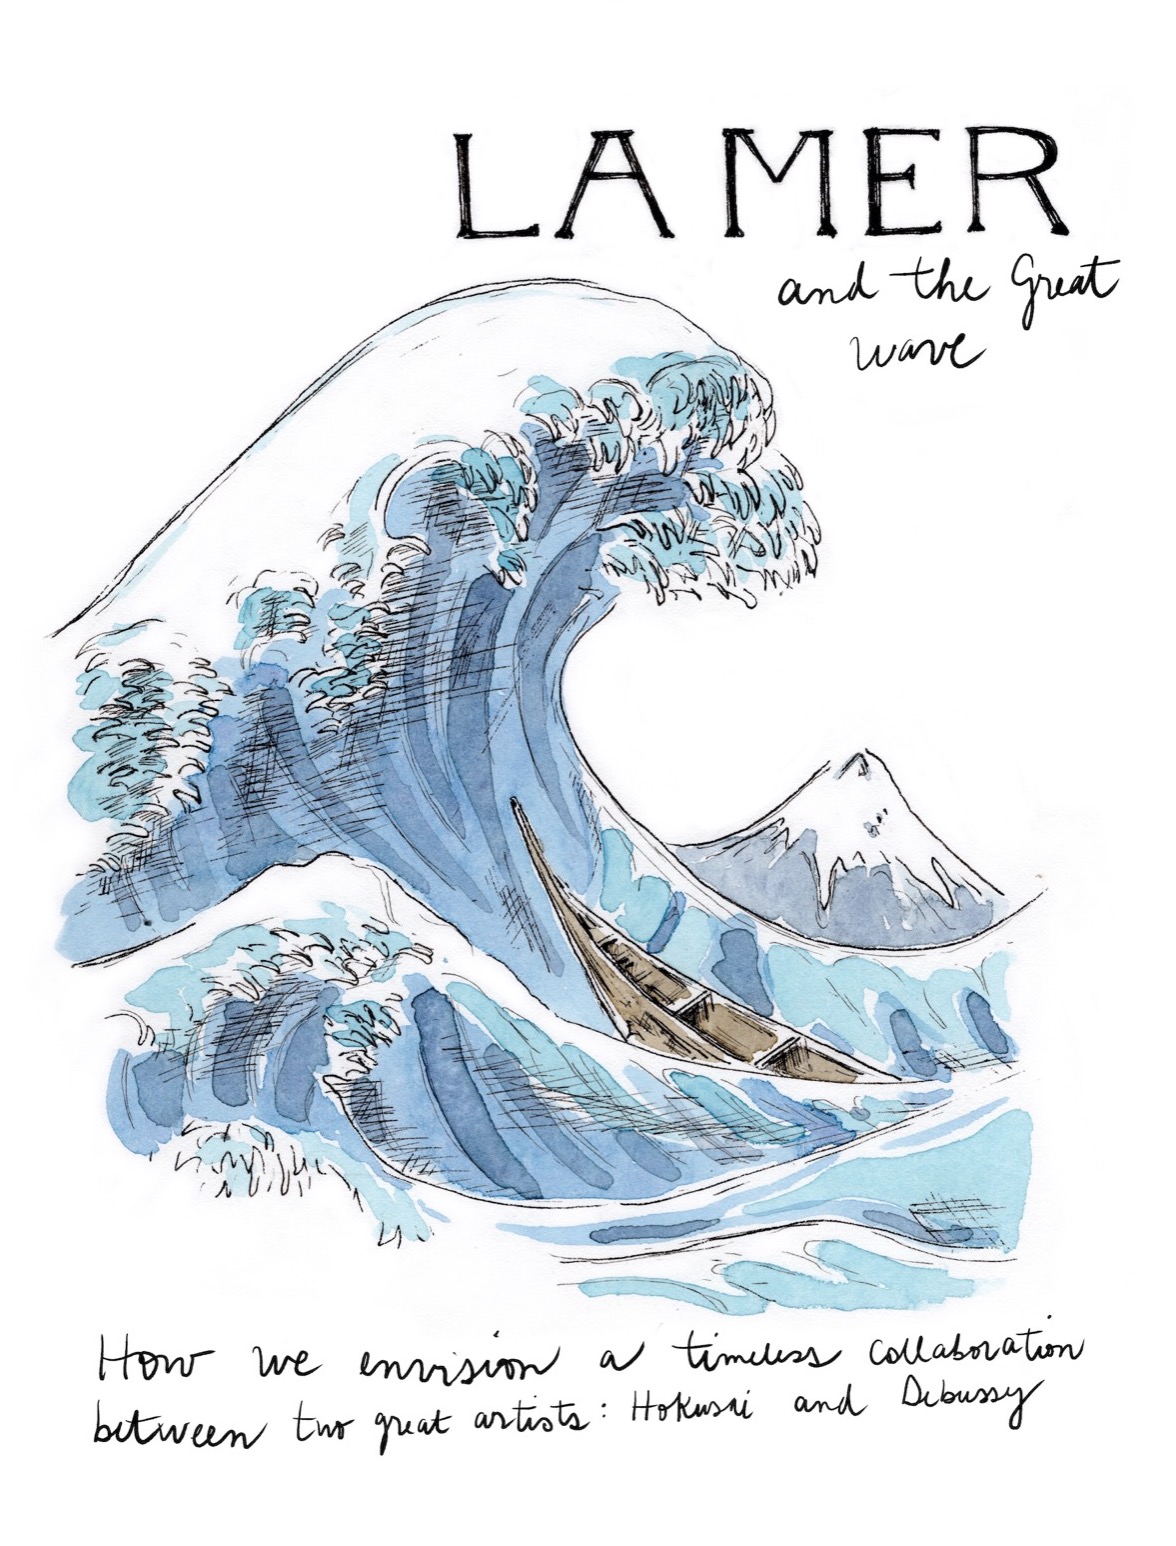 LA MER
and the Great
wave
How we envision a timeless collaboration
between two great artists: Hokusai and Debussy